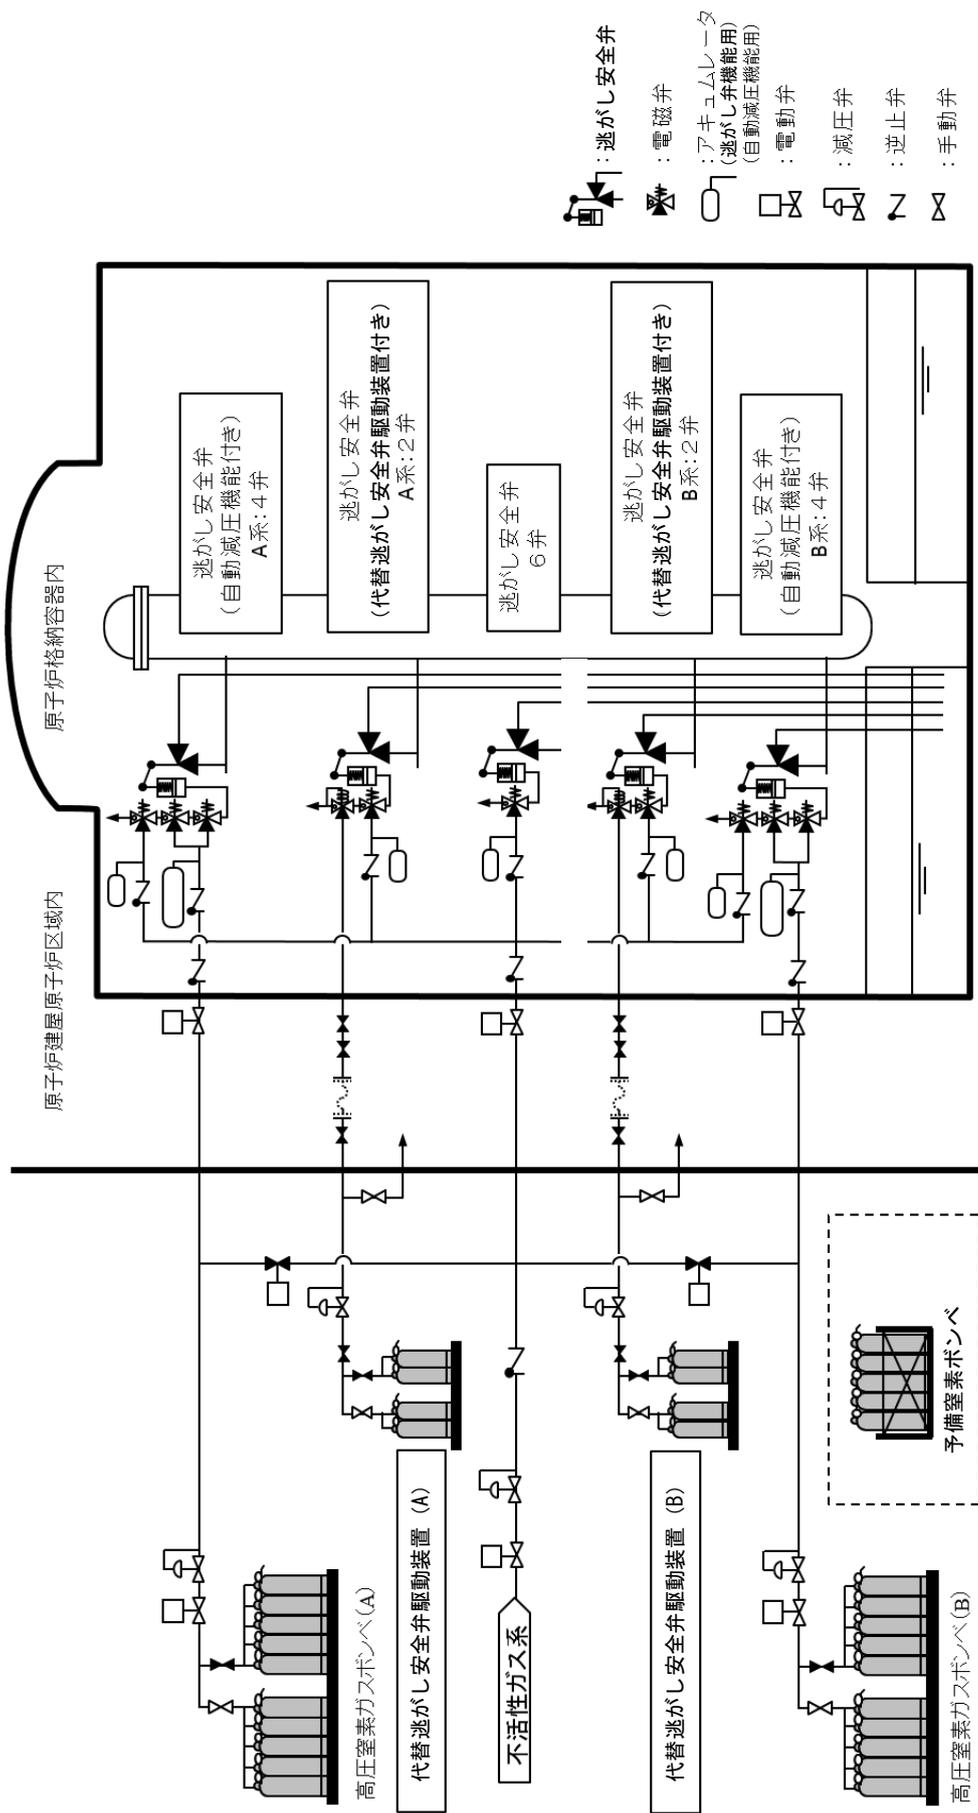 原子炉建屋原子炉区域内
原子炉格納容器内
逃がし安全弁
(自動減圧機能付き)
A系:4弁
逃がし安全弁
(代替逃がし安全弁駆動装置付き)
A系:2弁
逃がし安全弁
6弁
逃がし安全弁
(代替逃がし安全弁駆動装置付き)
B系:2弁
逃がし安全弁
(自動減圧機能付き)
B系:4弁
高圧窒素ガスボンベ(A)
代替逃がし安全弁駆動装置 (A)
不活性ガス系
代替逃がし安全弁駆動装置 (B)
高圧窒素ガスボンベ(B)
予備窒素ボンベ
:逃がし安全弁
:電磁弁
:アキュムレータ
(逃がし弁機能用)
(自動減圧機能用)
:電動弁
:減圧弁
:逆止弁
:手動弁